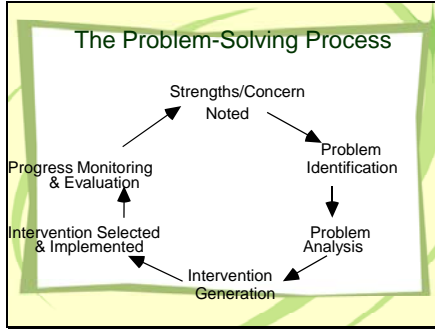 The Problem-Solving Process
Strengths/Concern
Noted
Problem
Identification
Problem
Analysis
Intervention
Generation
Intervention Selected
& Implemented
Progress Monitoring
& Evaluation